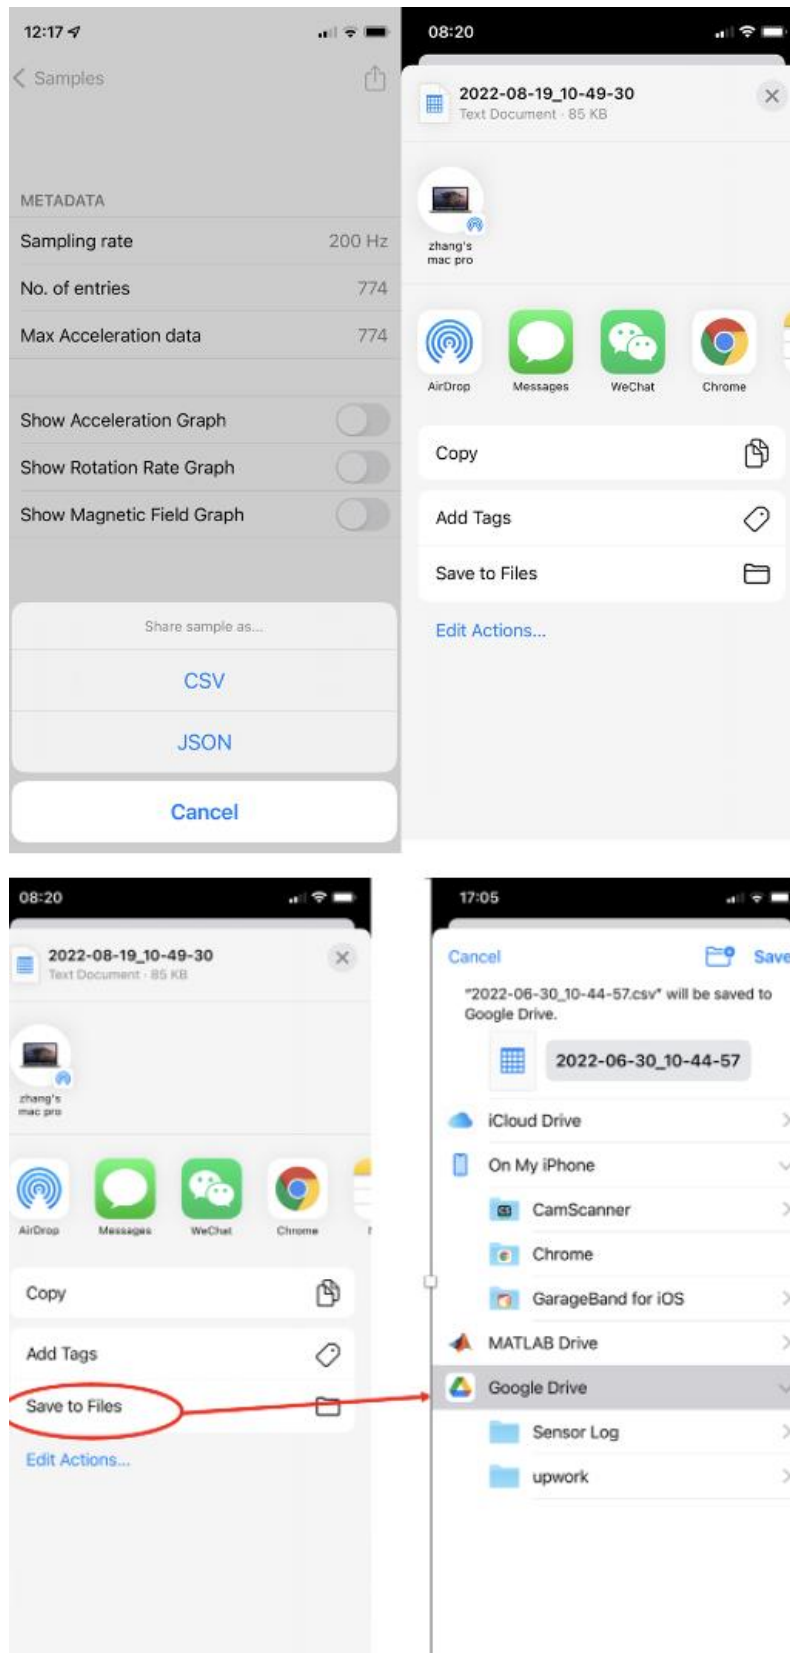 12:17
Samples
METADATA
Sampling rate 200 Hz
No. of entries 774
Max Acceleration data 774
Show Acceleration Graph
Show Rotation Rate Graph
Show Magnetic Field Graph
Share sample as...
CSV
JSON
Cancel
08:20
2022-08-19_10-49-30
Text Document · 85 KB
zhang's
mac pro
AirDrop Messages WeChat Chrome
Copy
Add Tags
Save to Files
Edit Actions...
08:20
2022-08-19_10-49-30
Text Document · 85 KB
zhang's
mac pro
AirDrop Messages WeChat Chrome
Copy
Add Tags
Save to Files
Edit Actions...
17:05
Cancel Save
"2022-06-30_10-44-57.csv" will be saved to
Google Drive.
2022-06-30_10-44-57
iCloud Drive
On My iPhone
CamScanner
Chrome
GarageBand for iOS
MATLAB Drive
Google Drive
Sensor Log
upwork